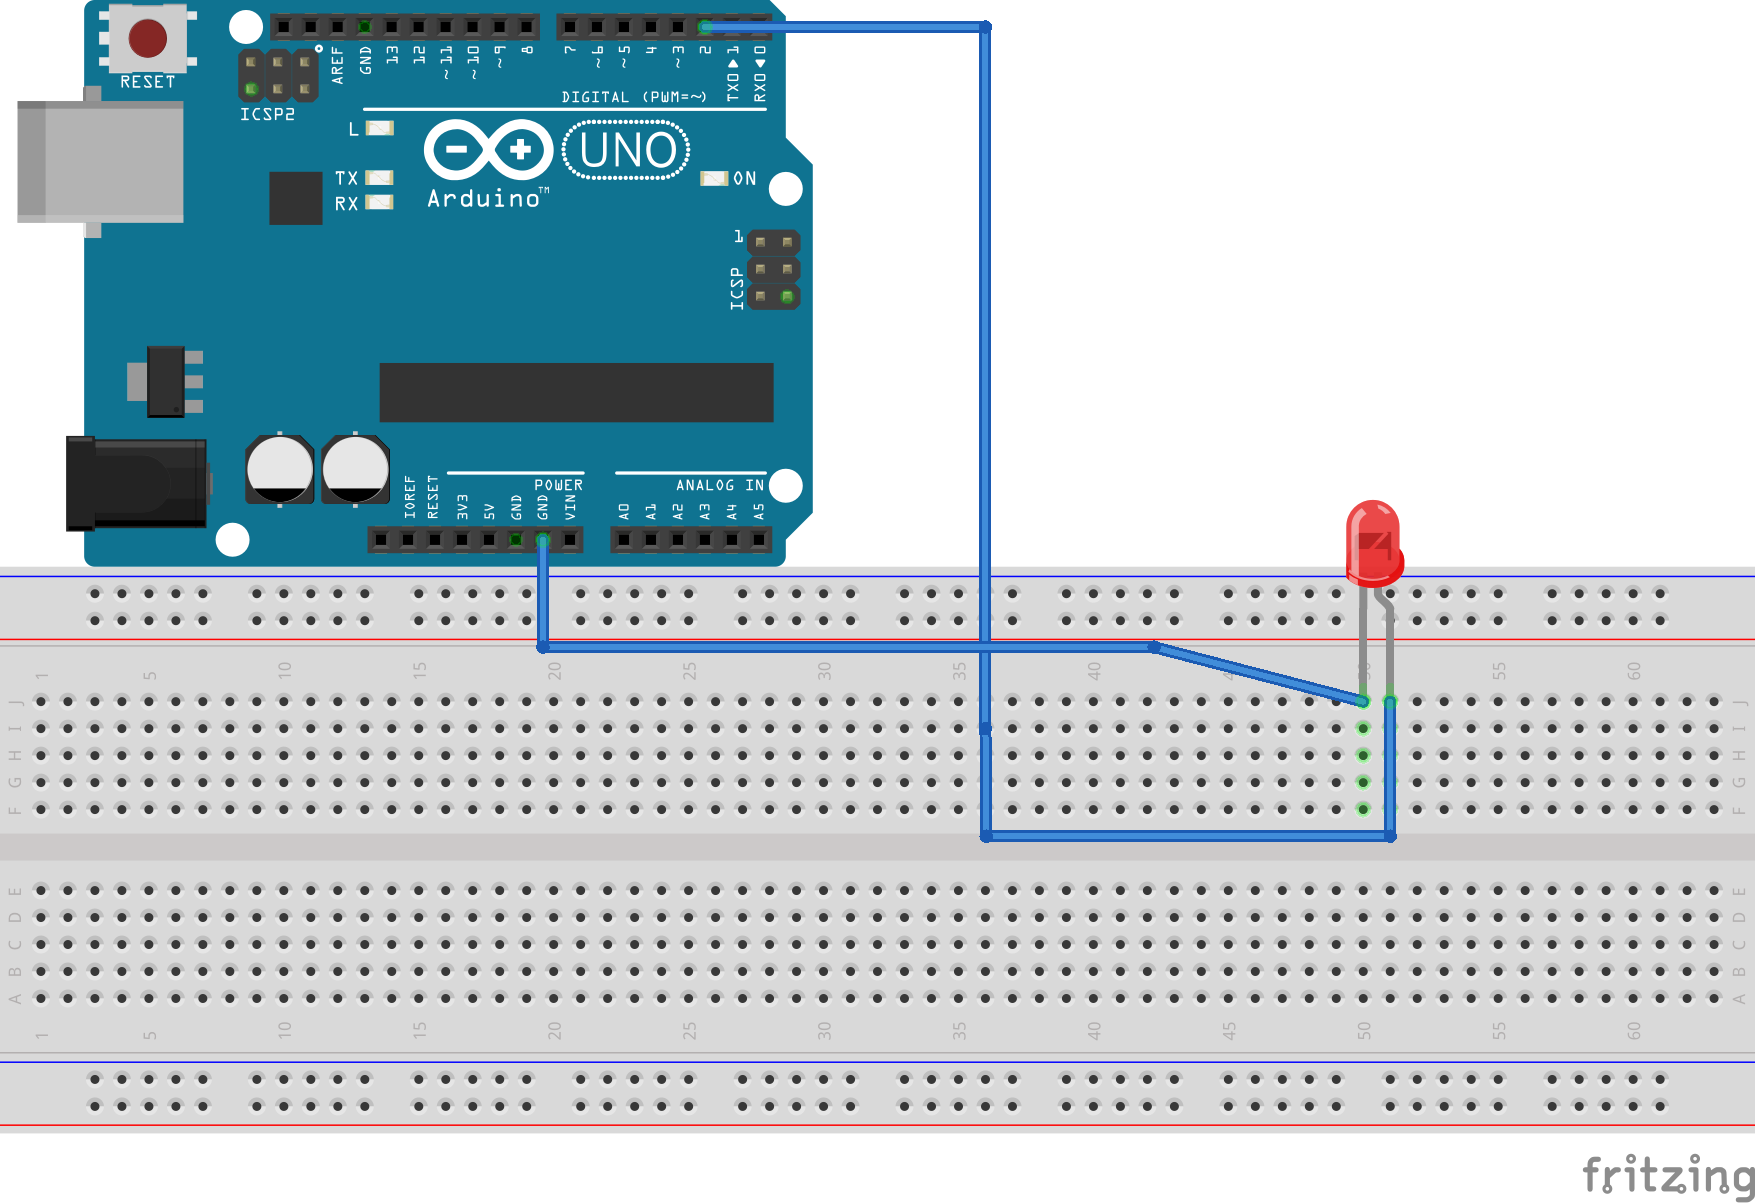 RESET
ICSP2
AREF
GND
13
12
~11
~10
~9
8
7
~6
~5
4
~3
2
TX0 ▶ 1
RX0 ◀ 0
DIGITAL (PWM=~)
L
TX
RX
UNO
Arduino™
ON
1
ICSP
IOREF
RESET
3V3
5V
GND
GND
VIN
POWER
ANALOG IN
A0
A1
A2
A3
A4
A5
1 5 10 15 20 25 30 35 40 55 60
J J
I I
H H
G G
F F
E E
D D
C C
B B
A A
1 5 10 15 20 25 30 35 40 45 50 55 60
fritzing